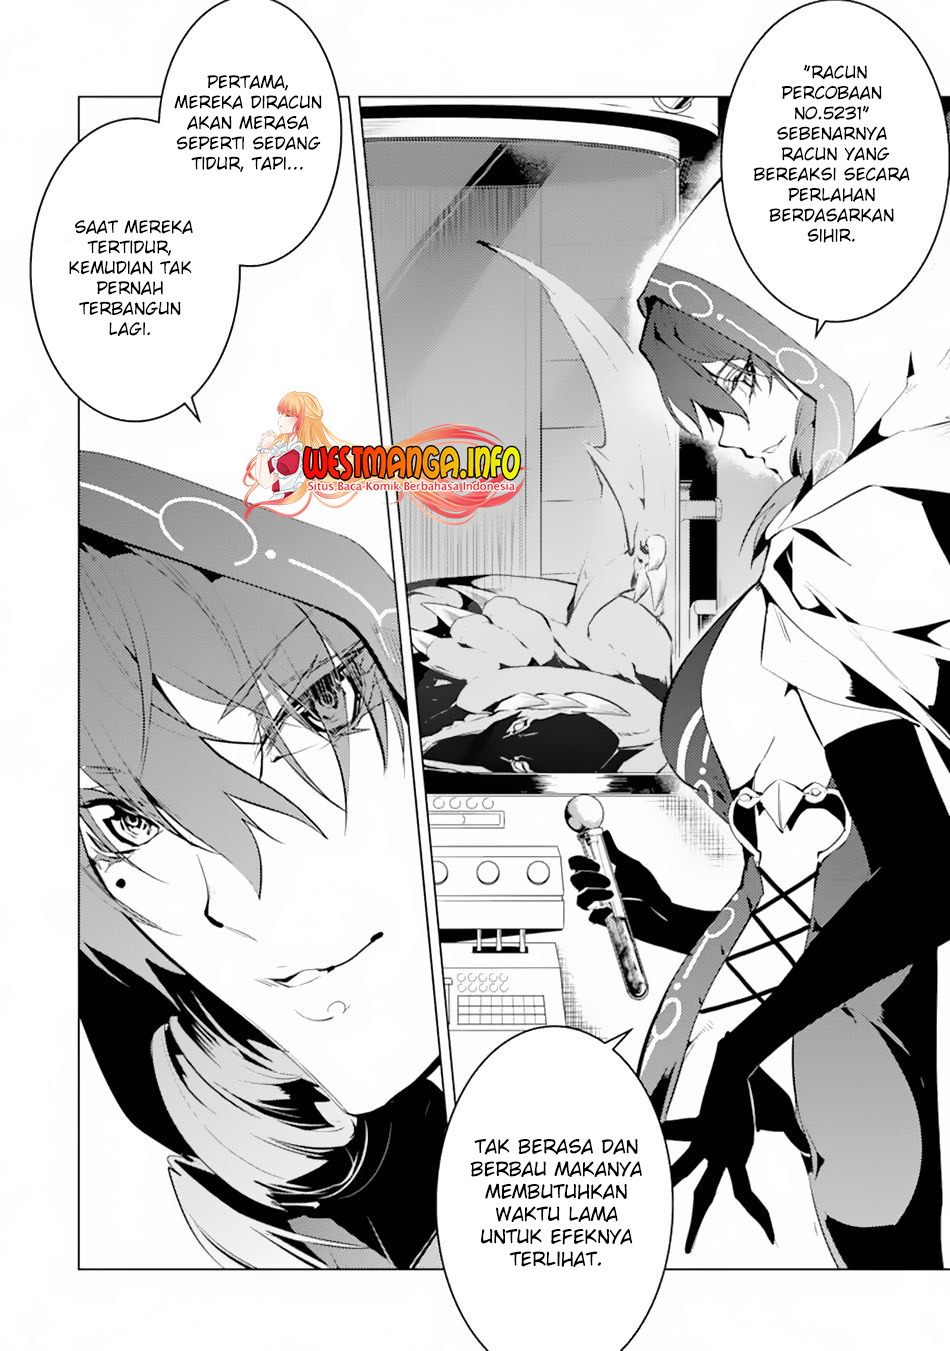 "RACUN
PERCOBAAN
NO.5231"
SEBENARNYA
RACUN YANG
BEREAKSI SECARA
PERLAHAN
BERDASARKAN
SIHIR.
TAK BERASA DAN
BERBAU MAKANYA
MEMBUTUHKAN
WAKTU LAMA
UNTUK EFEKNYA
TERLIHAT.
PERTAMA,
MEREKA DIRACUN
AKAN MERASA
SEPERTI SEDANG
TIDUR, TAPI...
SAAT MEREKA
TERTIDUR,
KEMUDIAN TAK
PERNAH
TERBANGUN
LAGI.
WESTMANGA.INFO
Situs Baca Komik Berbahasa Indonesia